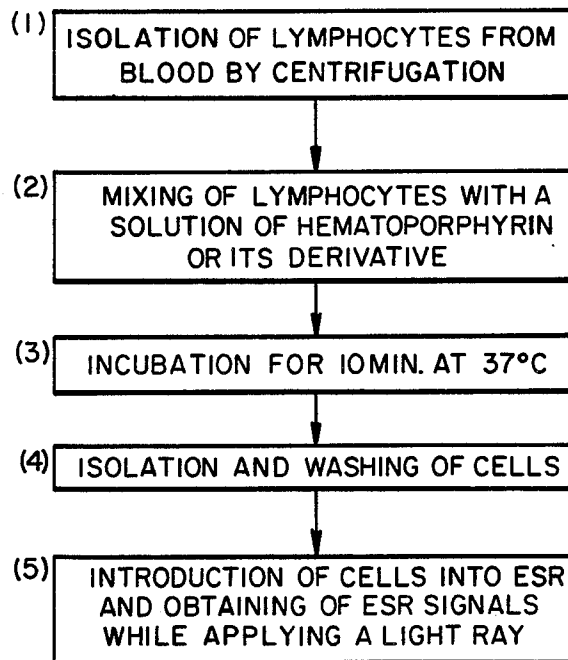 (1) ISOLATION OF LYMPHOCYTES FROM
BLOOD BY CENTRIFUGATION
(2) MIXING OF LYMPHOCYTES WITH A
SOLUTION OF HEMATOPORPHYRIN
OR ITS DERIVATIVE
(3) INCUBATION FOR 10 MIN. AT 37°C
(4) ISOLATION AND WASHING OF CELLS
(5) INTRODUCTION OF CELLS INTO ESR
AND OBTAINING OF ESR SIGNALS
WHILE APPLYING A LIGHT RAY